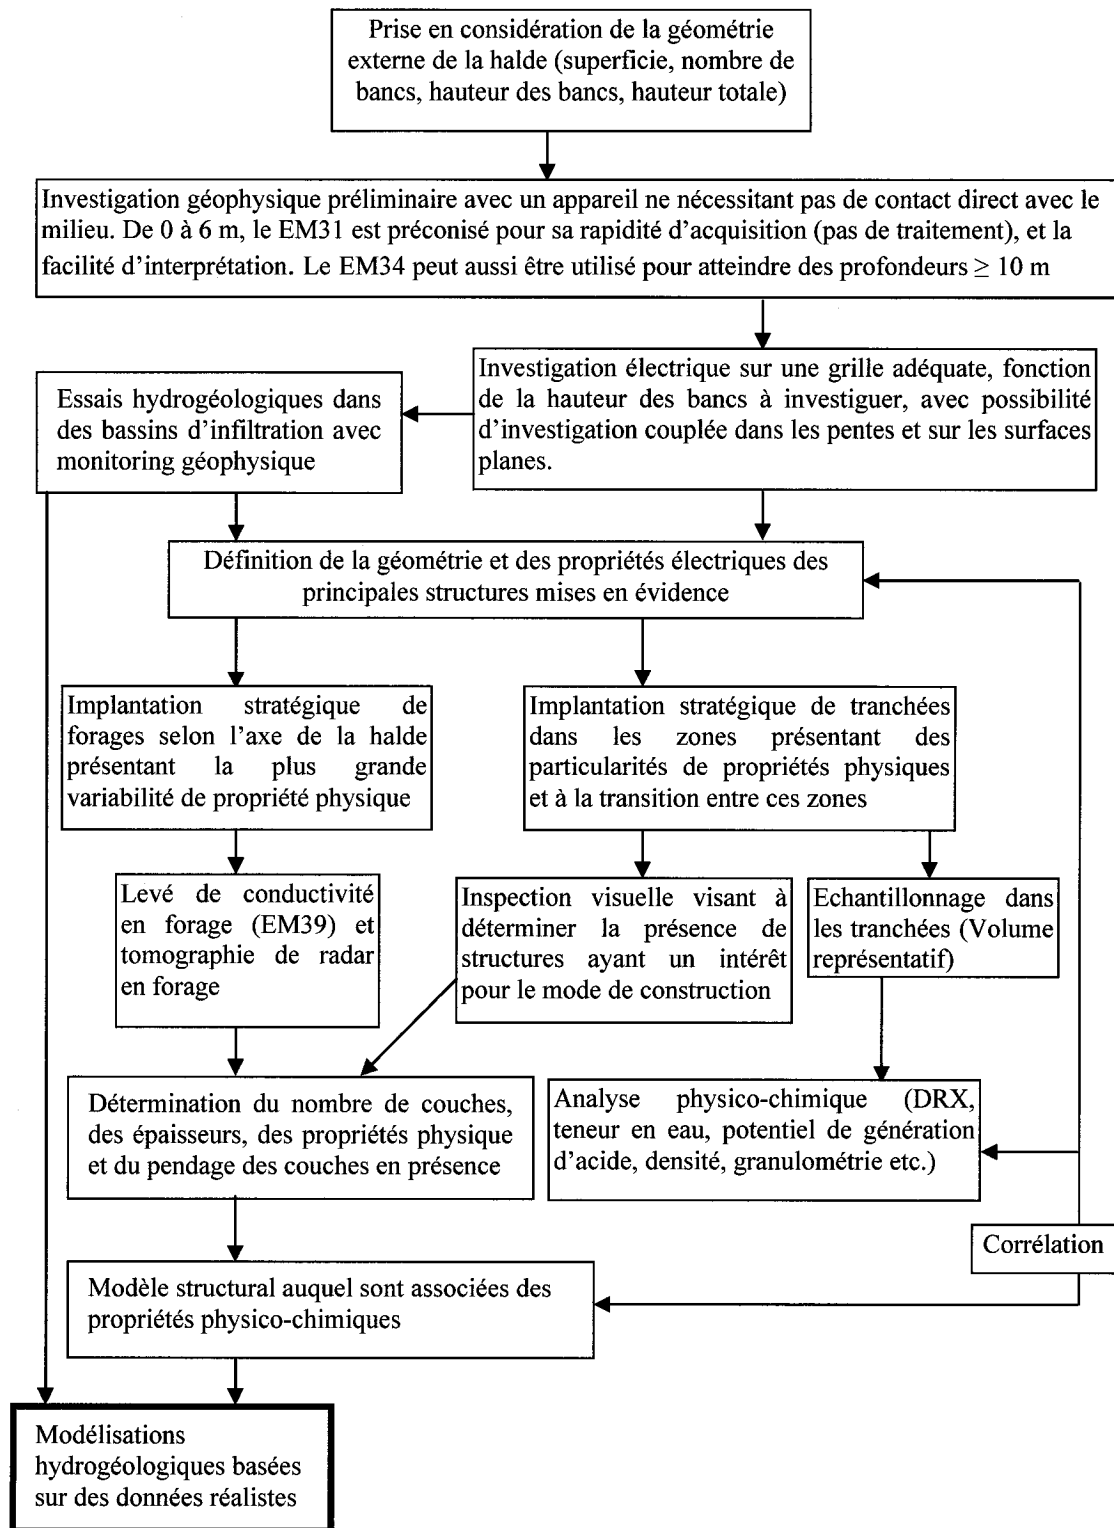 Prise en considération de la géométrie
externe de la halde (superficie, nombre de
bancs, hauteur des bancs, hauteur totale)
Investigation géophysique préliminaire avec un appareil ne nécessitant pas de contact direct avec le
milieu. De 0 à 6 m, le EM31 est préconisé pour sa rapidité d'acquisition (pas de traitement), et la
facilité d'interprétation. Le EM34 peut aussi être utilisé pour atteindre des profondeurs ≥ 10 m
Investigation électrique sur une grille adéquate, fonction
de la hauteur des bancs à investiguer, avec possibilité
d'investigation couplée dans les pentes et sur les surfaces
planes.
Essais hydrogéologiques dans
des bassins d'infiltration avec
monitoring géophysique
Définition de la géométrie et des propriétés électriques des
principales structures mises en évidence
Implantation stratégique de
forages selon l'axe de la halde
présentant la plus grande
variabilité de propriété physique
Implantation stratégique de tranchées
dans les zones présentant des
particularités de propriétés physiques
et à la transition entre ces zones
Levé de conductivité
en forage (EM39) et
tomographie de radar
en forage
Inspection visuelle visant à
déterminer la présence de
structures ayant un intérêt
pour le mode de construction
Echantillonnage dans
les tranchées (Volume
représentatif)
Détermination du nombre de couches,
des épaisseurs, des propriétés physique
et du pendage des couches en présence
Analyse physico-chimique (DRX,
teneur en eau, potentiel de génération
d'acide, densité, granulométrie etc.)
Corrélation
Modèle structural auquel sont associées des
propriétés physico-chimiques
Modélisations
hydrogéologiques basées
sur des données réalistes